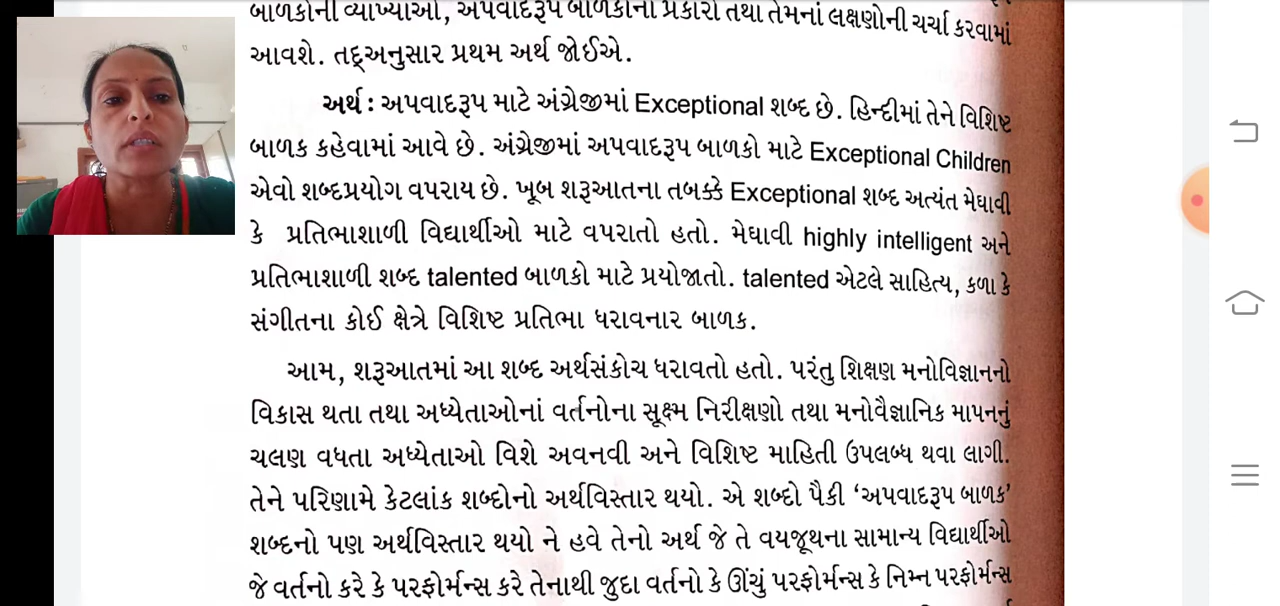 બાળકોની વ્યાખ્યાઓ, અપવાદરૂપ બાળકોના પ્રકારો તથા તેમનાં લક્ષણોની ચર્ચા કરવામાં
આવશે. તદ્અનુસાર પ્રથમ અર્થ જોઈએ.
અર્થ : અપવાદરૂપ માટે અંગ્રેજીમાં Exceptional શબ્દ છે. હિન્દીમાં તેને વિશિષ્ટ
બાળક કહેવામાં આવે છે. અંગ્રેજીમાં અપવાદરૂપ બાળકો માટે Exceptional Children
એવો શબ્દપ્રયોગ વપરાય છે. ખૂબ શરૂઆતના તબક્કે Exceptional શબ્દ અત્યંત મેધાવી
કે પ્રતિભાશાળી વિદ્યાર્થીઓ માટે વપરાતો હતો. મેધાવી highly intelligent અને
પ્રતિભાશાળી શબ્દ talented બાળકો માટે પ્રયોજાતો. talented એટલે સાહિત્ય, કળા કે
સંગીતના કોઈ ક્ષેત્રે વિશિષ્ટ પ્રતિભા ધરાવનાર બાળક.
આમ, શરૂઆતમાં આ શબ્દ અર્થસંકોચ ધરાવતો હતો. પરંતુ શિક્ષણ મનોવિજ્ઞાનનો
વિકાસ થતા તથા અધ્યેતાઓનાં વર્તનોના સૂક્ષ્મ નિરીક્ષણો તથા મનોવૈજ્ઞાનિક માપનનું
ચલણ વધતા અધ્યેતાઓ વિશે અવનવી અને વિશિષ્ટ માહિતી ઉપલબ્ધ થવા લાગી.
તેને પરિણામે કેટલાંક શબ્દોનો અર્થવિસ્તાર થયો. એ શબ્દો પૈકી ‘અપવાદરૂપ બાળક’
શબ્દનો પણ અર્થવિસ્તાર થયો ને હવે તેનો અર્થ જે તે વયજૂથના સામાન્ય વિદ્યાર્થીઓ
જે વર્તનો કરે કે પરફોર્મન્સ કરે તેનાથી જુદા વર્તનો કે ઊંચું પરફોર્મન્સ કે નિમ્ન પરફોર્મન્સ